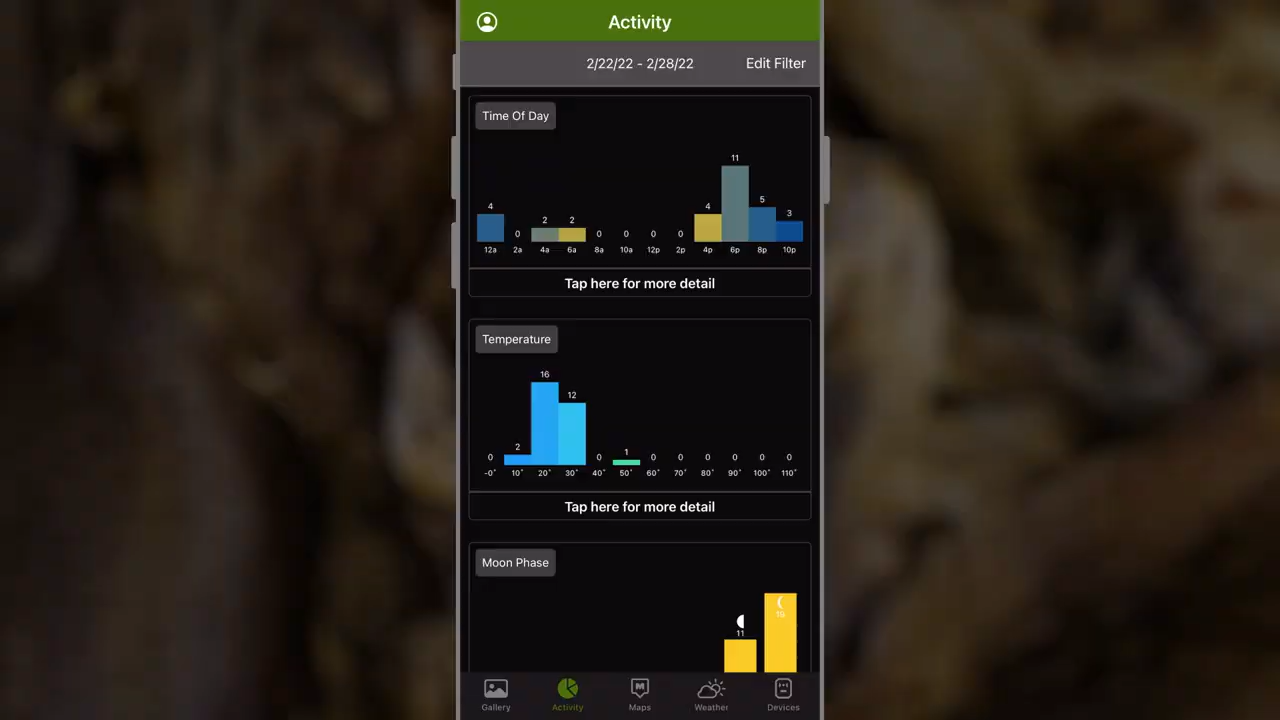 Activity
2/22/22 - 2/28/22 Edit Filter
Time Of Day
4 0 2 2 0 0 0 0 4 11 5 3
12a 2a 4a 6a 8a 10a 12p 2p 4p 6p 8p 10p
Tap here for more detail
Temperature
0 2 16 12 0 1 0 0 0 0 0 0
-0° 10° 20° 30° 40° 50° 60° 70° 80° 90° 100° 110°
Tap here for more detail
Moon Phase
11
Gallery Activity Maps Weather Devices